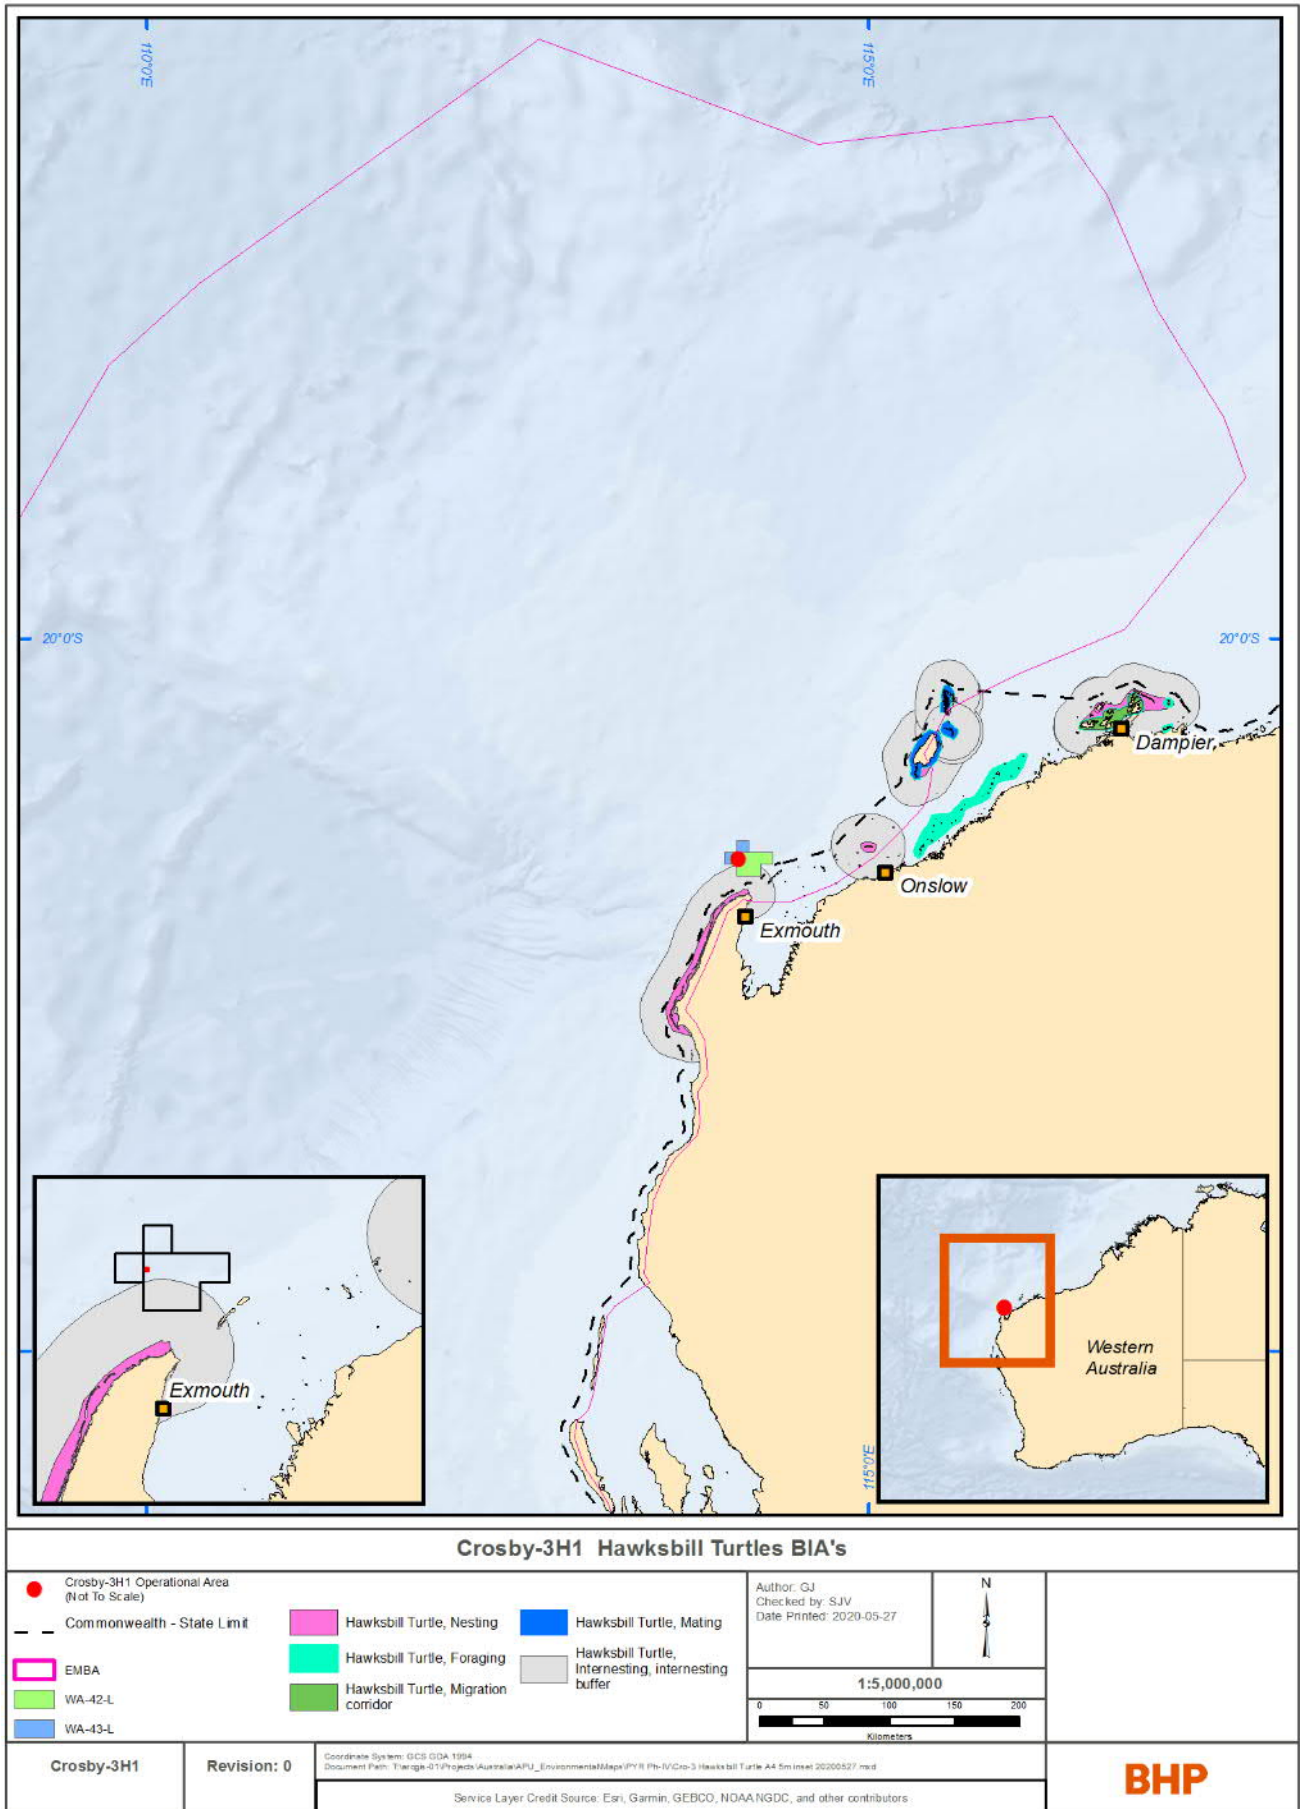 110°0'E
115°0'E
20°0'S
20°0'S
Dampier
Onslow
Exmouth
Exmouth
115°0'E
Western
Australia
Crosby-3H1 Hawksbill Turtles BIA's
Crosby-3H1 Operational Area
(Not To Scale)
Commonwealth - State Limit
EMBA
WA-42-L
WA-43-L
Hawksbill Turtle, Nesting
Hawksbill Turtle, Foraging
Hawksbill Turtle, Migration
corridor
Hawksbill Turtle, Mating
Hawksbill Turtle,
Internesting, internesting
buffer
Author: GJ
Checked by: SJV
Date Printed: 2020-05-27
N
1:5,000,000
0 50 100 150 200
Kilometers
Crosby-3H1
Revision: 0
Coordinate System: GCS GDA 1994
Document Path:
Service Layer Credit Source: Esri, Garmin, GEBCO, NOAA NGDC, and other contributors
BHP